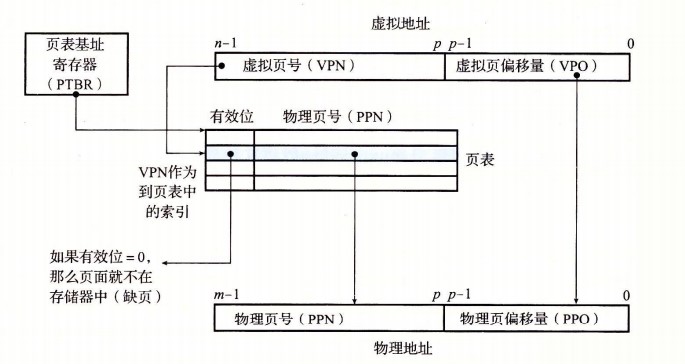 虚拟地址
页表基址
寄存器
（PTBR）
n-1
p p-1
0
虚拟页号（VPN）
虚拟页偏移量（VPO）
有效位
物理页号（PPN）
页表
VPN作为
到页表中
的索引
如果有效位=0，
那么页面就不在
存储器中（缺页）
m-1
p p-1
0
物理页号（PPN）
物理页偏移量（PPO）
物理地址